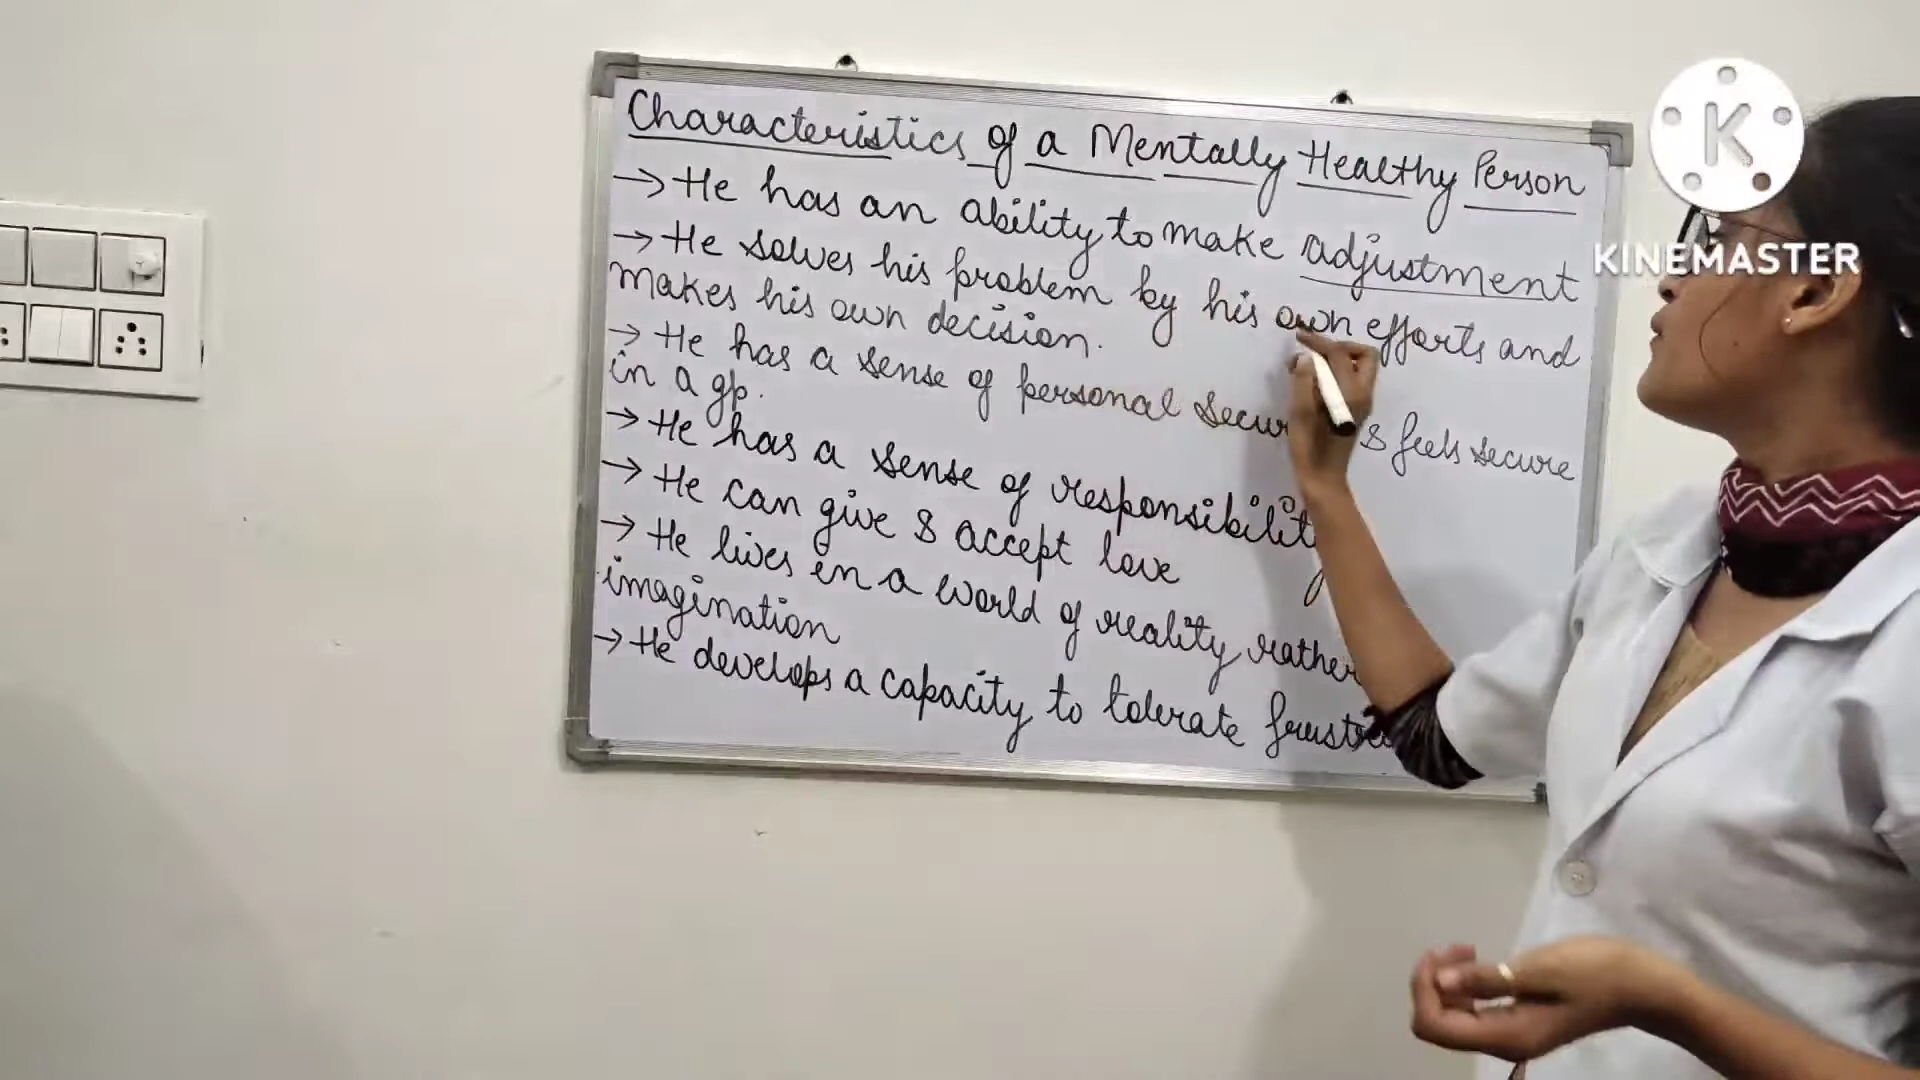 Characteristics of a Mentally Healthy Person
→ He has an ability to make adjustment
→ He solves his problem by his own efforts and
makes his own decision.
→ He has a sense of personal & feels secure
in a gp.
→ He has a sense of responsibility
→ He can give & accept love
→ He lives in a world of reality rather
imagination
→ He develops a capacity to tolerate
K
KINEMASTER